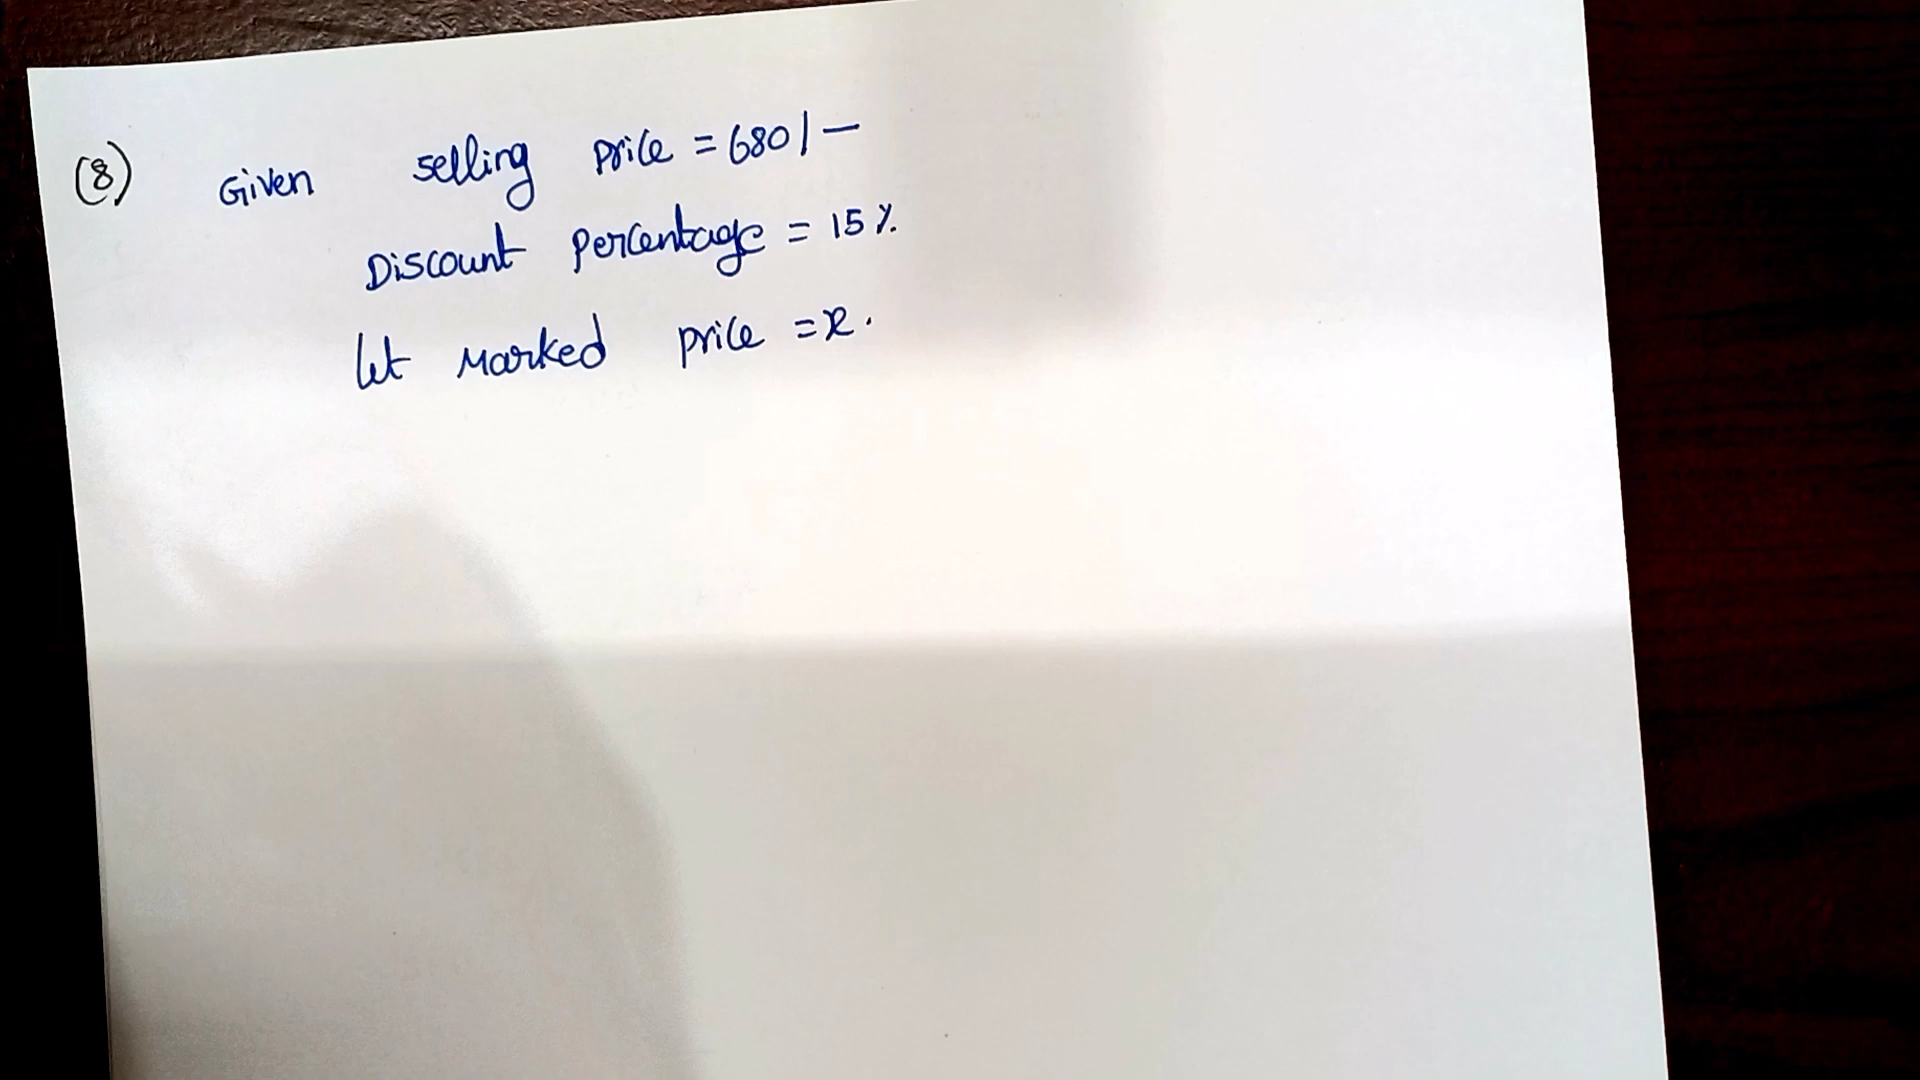 (8) Given selling price = 680/-
Discount percentage = 15%.
let Marked price = x.